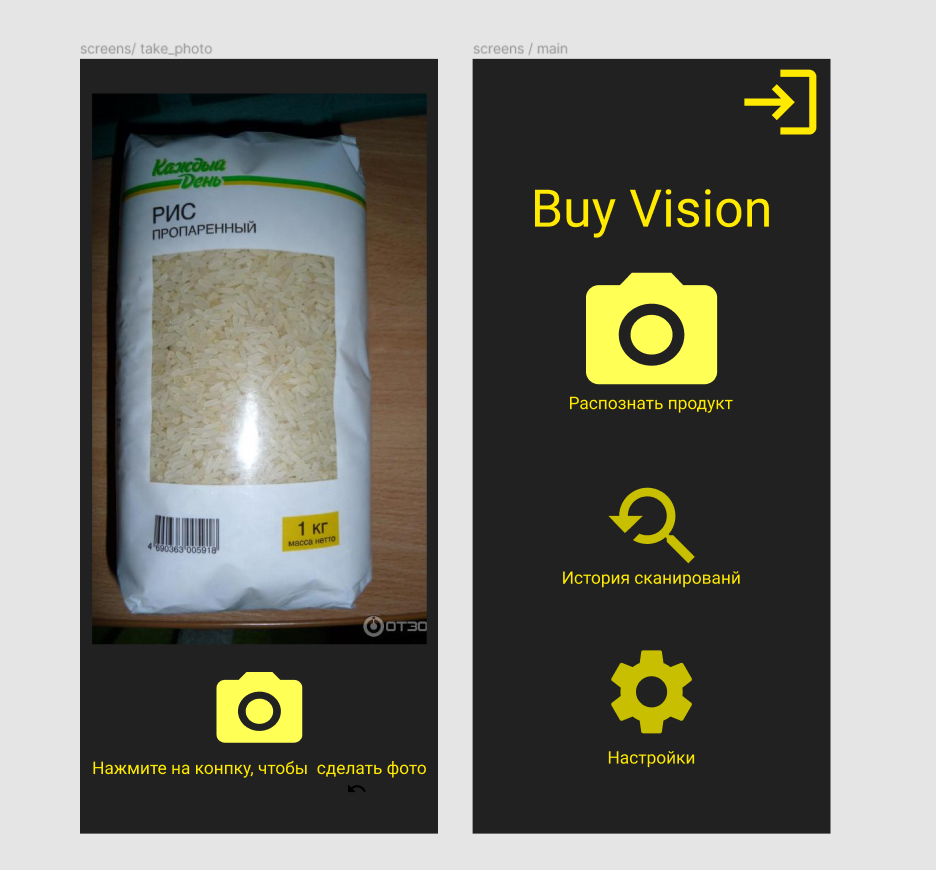 screens/ take_photo
Каждый
День
РИС
ПРОПАРЕННЫЙ
4 690363 005918
1 кг
масса нетто
ОТЗО
Нажмите на конпку, чтобы  сделать фото
screens / main
Buy Vision
Распознать продукт
История сканированй
Настройки